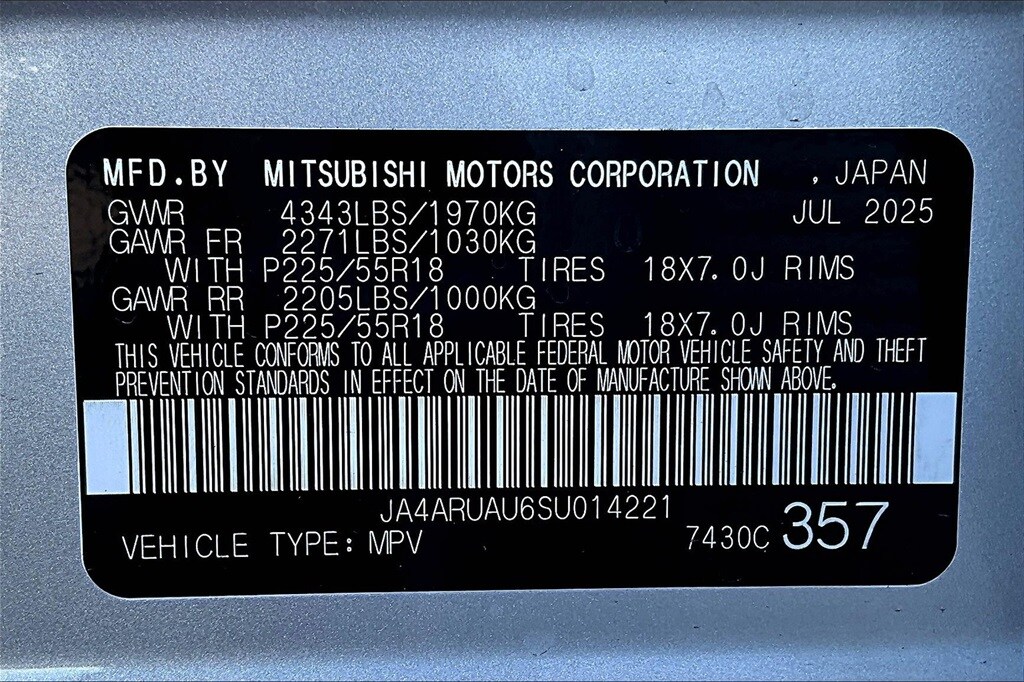 MFD.BY MITSUBISHI MOTORS CORPORATION , JAPAN
GVWR 4343LBS/1970KG JUL 2025
GAWR FR 2271LBS/1030KG
WITH P225/55R18 TIRES 18X7.0J RIMS
GAWR RR 2205LBS/1000KG
WITH P225/55R18 TIRES 18X7.0J RIMS
THIS VEHICLE CONFORMS TO ALL APPLICABLE FEDERAL MOTOR VEHICLE SAFETY AND THEFT
PREVENTION STANDARDS IN EFFECT ON THE DATE OF MANUFACTURE SHOWN ABOVE.
JA4ARUAU6SU014221
VEHICLE TYPE: MPV 7430C 357